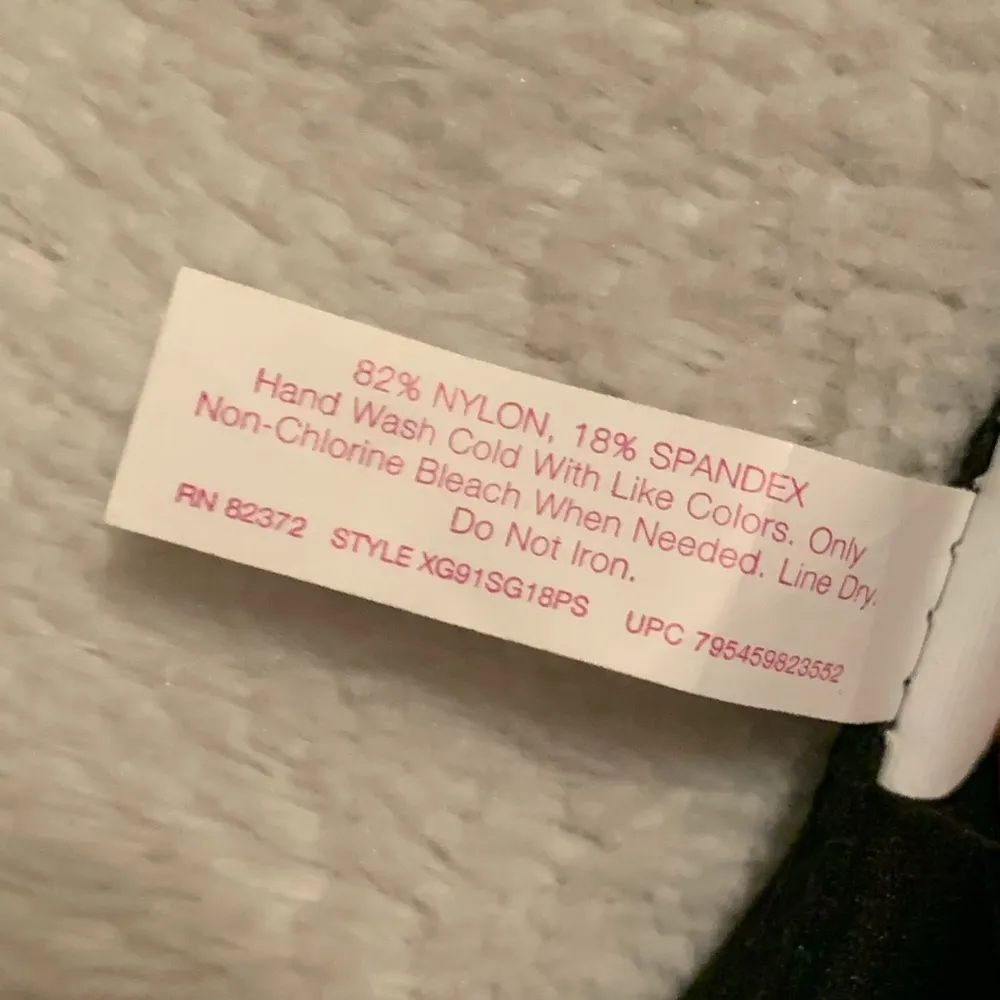 82% NYLON, 18% SPANDEX
Hand Wash Cold With Like Colors. Only
Non-Chlorine Bleach When Needed. Line Dry.
Do Not Iron.
RN 82372 STYLE XG91SG18PS UPC 795459823552